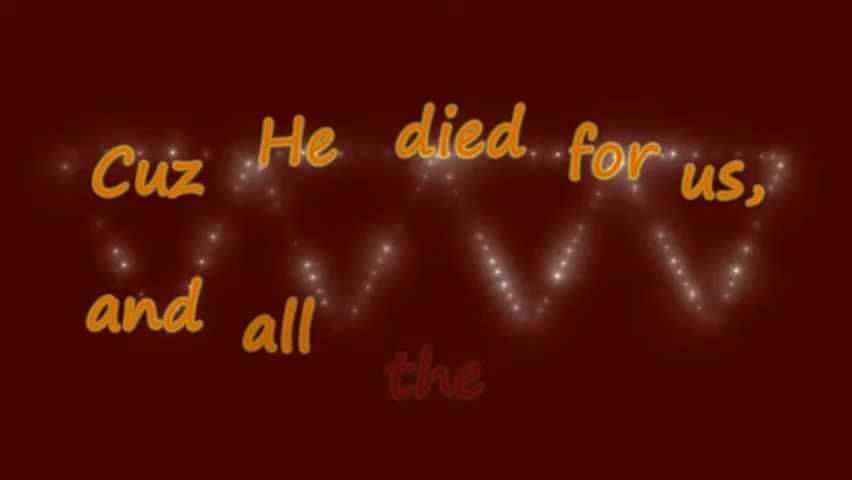 Cuz He died for us,
and all the